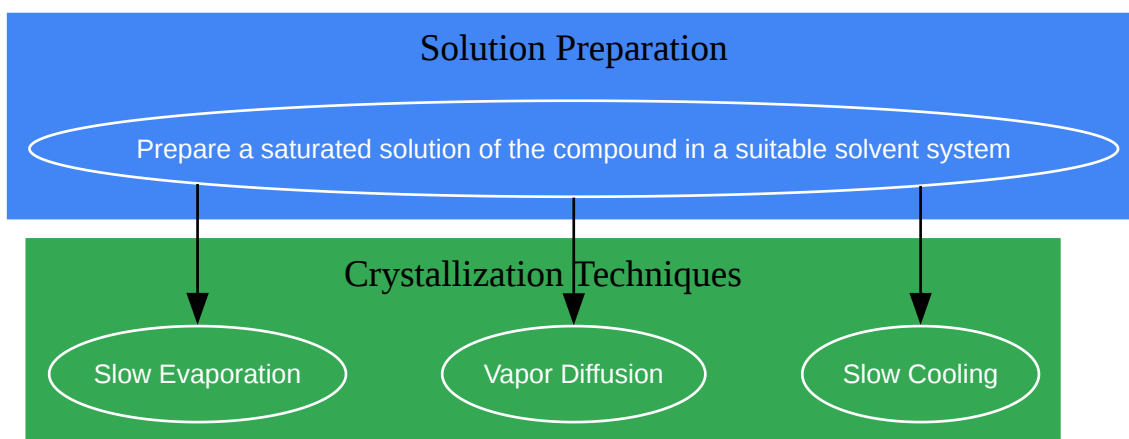 Solution Preparation
Prepare a saturated solution of the compound in a suitable solvent system
Crystallization Techniques
Slow Evaporation
Vapor Diffusion
Slow Cooling